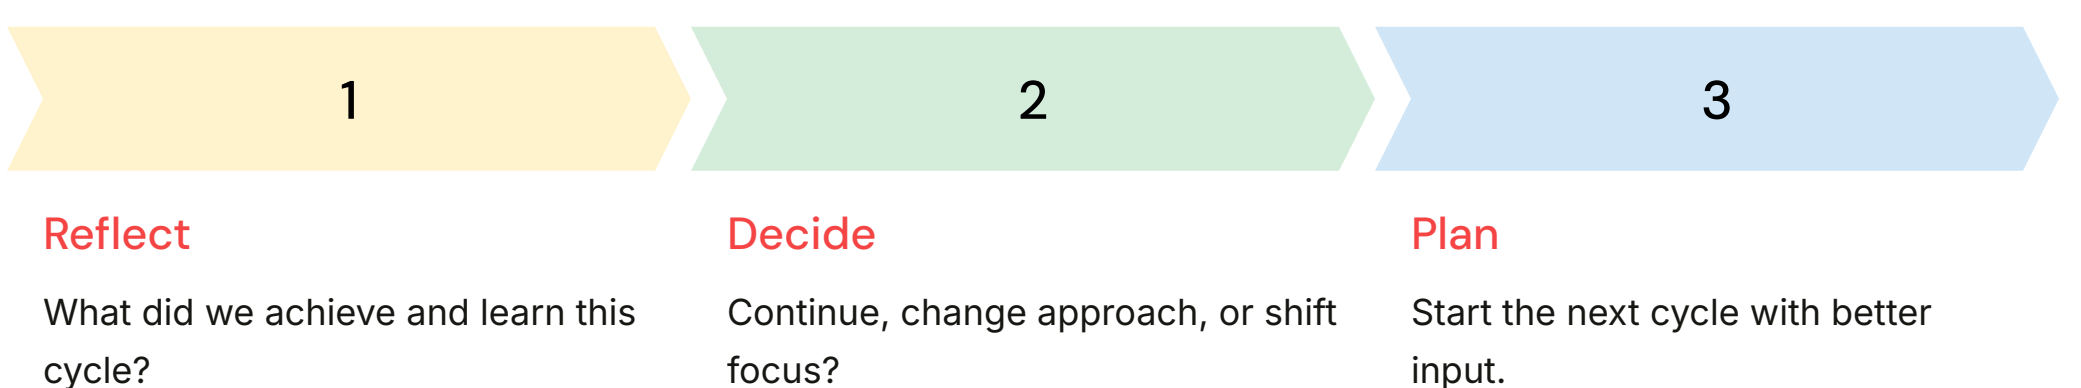 1
2
3
Reflect
What did we achieve and learn this
cycle?
Decide
Continue, change approach, or shift
focus?
Plan
Start the next cycle with better
input.